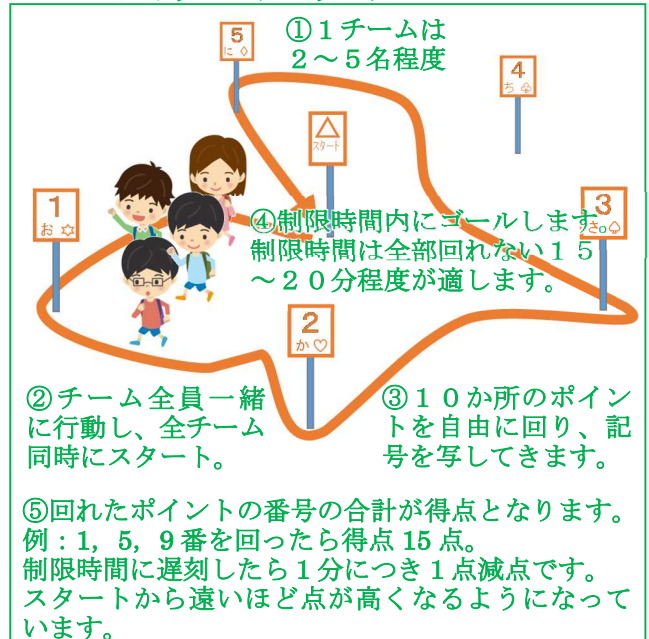 ①１チームは
２～５名程度
5
に ◇
4
ち ♧
△
スタート
1
お ✡
3
さ ♤
④制限時間内にゴールします。
制限時間は全部回れない１５
～２０分程度が適します。
2
か ♡
②チーム全員一緒
に行動し、全チーム
同時にスタート。
③１０か所のポイン
トを自由に回り、記
号を写してきます。
⑤回れたポイントの番号の合計が得点となります。
例：1, 5, 9 番を回ったら得点 15 点。
制限時間に遅刻したら１分につき１点減点です。
スタートから遠いほど点が高くなるようになって
います。